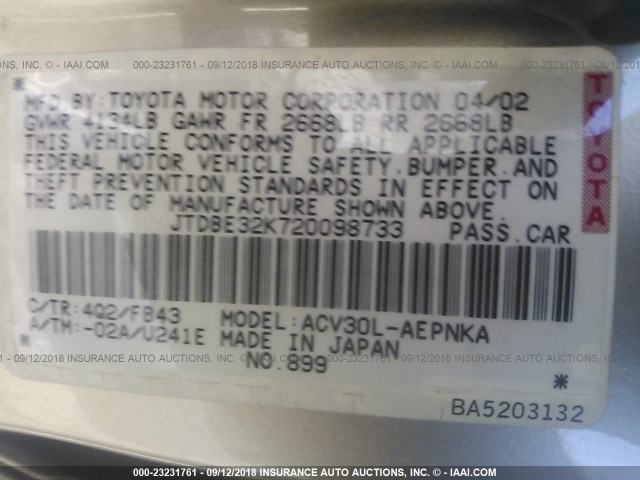 000-23231761 - 09/12/2018 INSURANCE AUTO AUCTIONS, INC. - © IAAI.COM
*
MFD BY:TOYOTA MOTOR CORPORATION 04/02
GVWR 4134LB GAWR FR 2668LB RR 2668LB
THIS VEHICLE CONFORMS TO ALL APPLICABLE
FEDERAL MOTOR VEHICLE SAFETY.BUMPER.AND
THEFT PREVENTION STANDARDS IN EFFECT ON
THE DATE OF MANUFACTURE SHOWN ABOVE.
JTDBE32K720098733 PASS.CAR
TOYOTA
C/TR:4Q2/FB43 MODEL:ACV30L-AEPNKA
A/TM:-02A/U241E MADE IN JAPAN
NO.899
*
BA5203132
000-23231761 - 09/12/2018 INSURANCE AUTO AUCTIONS, INC. - © IAAI.COM